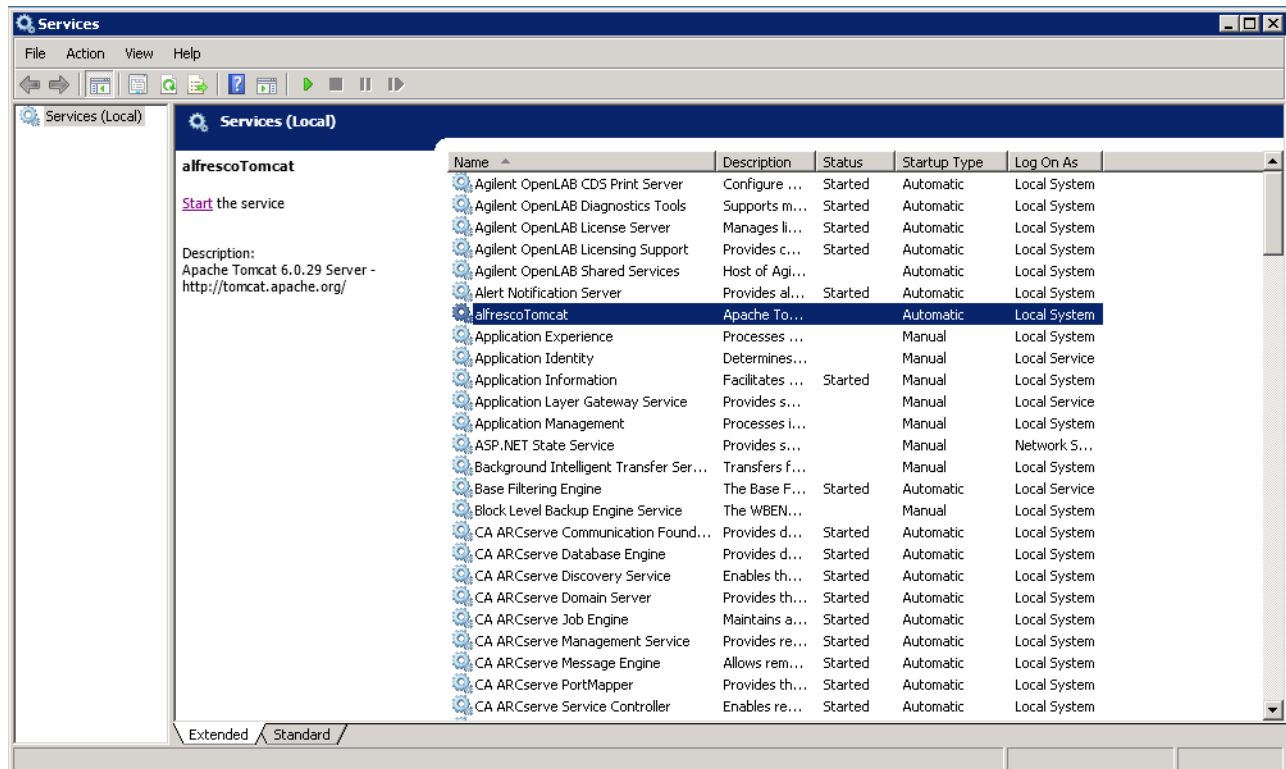 Services
File Action View Help
Services (Local)
Services (Local)
alfrescoTomcat
Start the service
Description:
Apache Tomcat 6.0.29 Server -
http://tomcat.apache.org/
Name Description Status Startup Type Log On As
Agilent OpenLAB CDS Print Server Configure ... Started Automatic Local System
Agilent OpenLAB Diagnostics Tools Supports m... Started Automatic Local System
Agilent OpenLAB License Server Manages li... Started Automatic Local System
Agilent OpenLAB Licensing Support Provides c... Started Automatic Local System
Agilent OpenLAB Shared Services Host of Agi... Automatic Local System
Alert Notification Server Provides al... Started Automatic Local System
alfrescoTomcat Apache To... Automatic Local System
Application Experience Processes ... Manual Local System
Application Identity Determines... Manual Local Service
Application Information Facilitates ... Started Manual Local System
Application Layer Gateway Service Provides s... Manual Local Service
Application Management Processes i... Manual Local System
ASP.NET State Service Provides s... Manual Network S...
Background Intelligent Transfer Ser... Transfers f... Manual Local System
Base Filtering Engine The Base F... Started Automatic Local Service
Block Level Backup Engine Service The WBEN... Manual Local System
CA ARCserve Communication Found... Provides d... Started Automatic Local System
CA ARCserve Database Engine Provides d... Started Automatic Local System
CA ARCserve Discovery Service Enables th... Started Automatic Local System
CA ARCserve Domain Server Provides th... Started Automatic Local System
CA ARCserve Job Engine Maintains a... Started Automatic Local System
CA ARCserve Management Service Provides re... Started Automatic Local System
CA ARCserve Message Engine Allows rem... Started Automatic Local System
CA ARCserve PortMapper Provides th... Started Automatic Local System
CA ARCserve Service Controller Enables re... Started Automatic Local System
Extended Standard